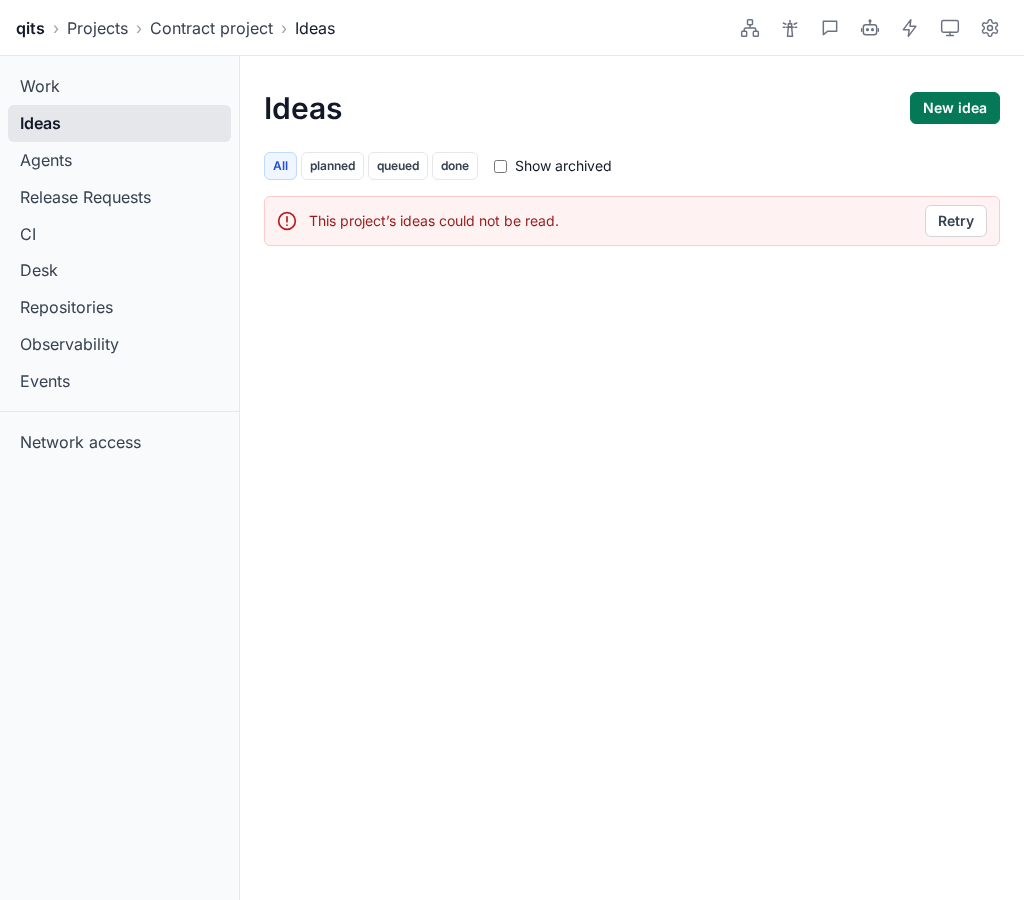 qits › Projects › Contract project › Ideas
Work
Ideas
Agents
Release Requests
CI
Desk
Repositories
Observability
Events
Network access
Ideas
New idea
All planned queued done Show archived
This project’s ideas could not be read.
Retry